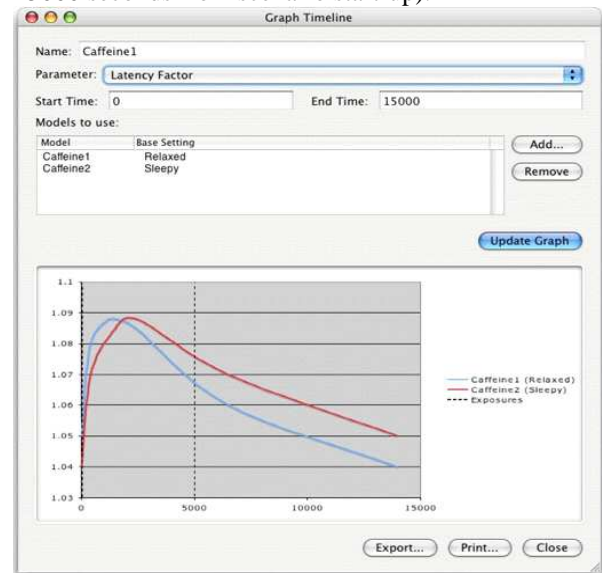 Graph Timeline
Name: Caffeine1
Parameter: Latency Factor
Start Time: 0 End Time: 15000
Models to use:
Model Base Setting
Caffeine1 Relaxed
Caffeine2 Sleepy
Add...
Remove
Update Graph
1.1
1.09
1.08
1.07
1.06
1.05
1.04
1.03
0 5000 10000 15000
Caffeine1 (Relaxed)
Caffeine2 (Sleepy)
Exposures
Export... Print... Close